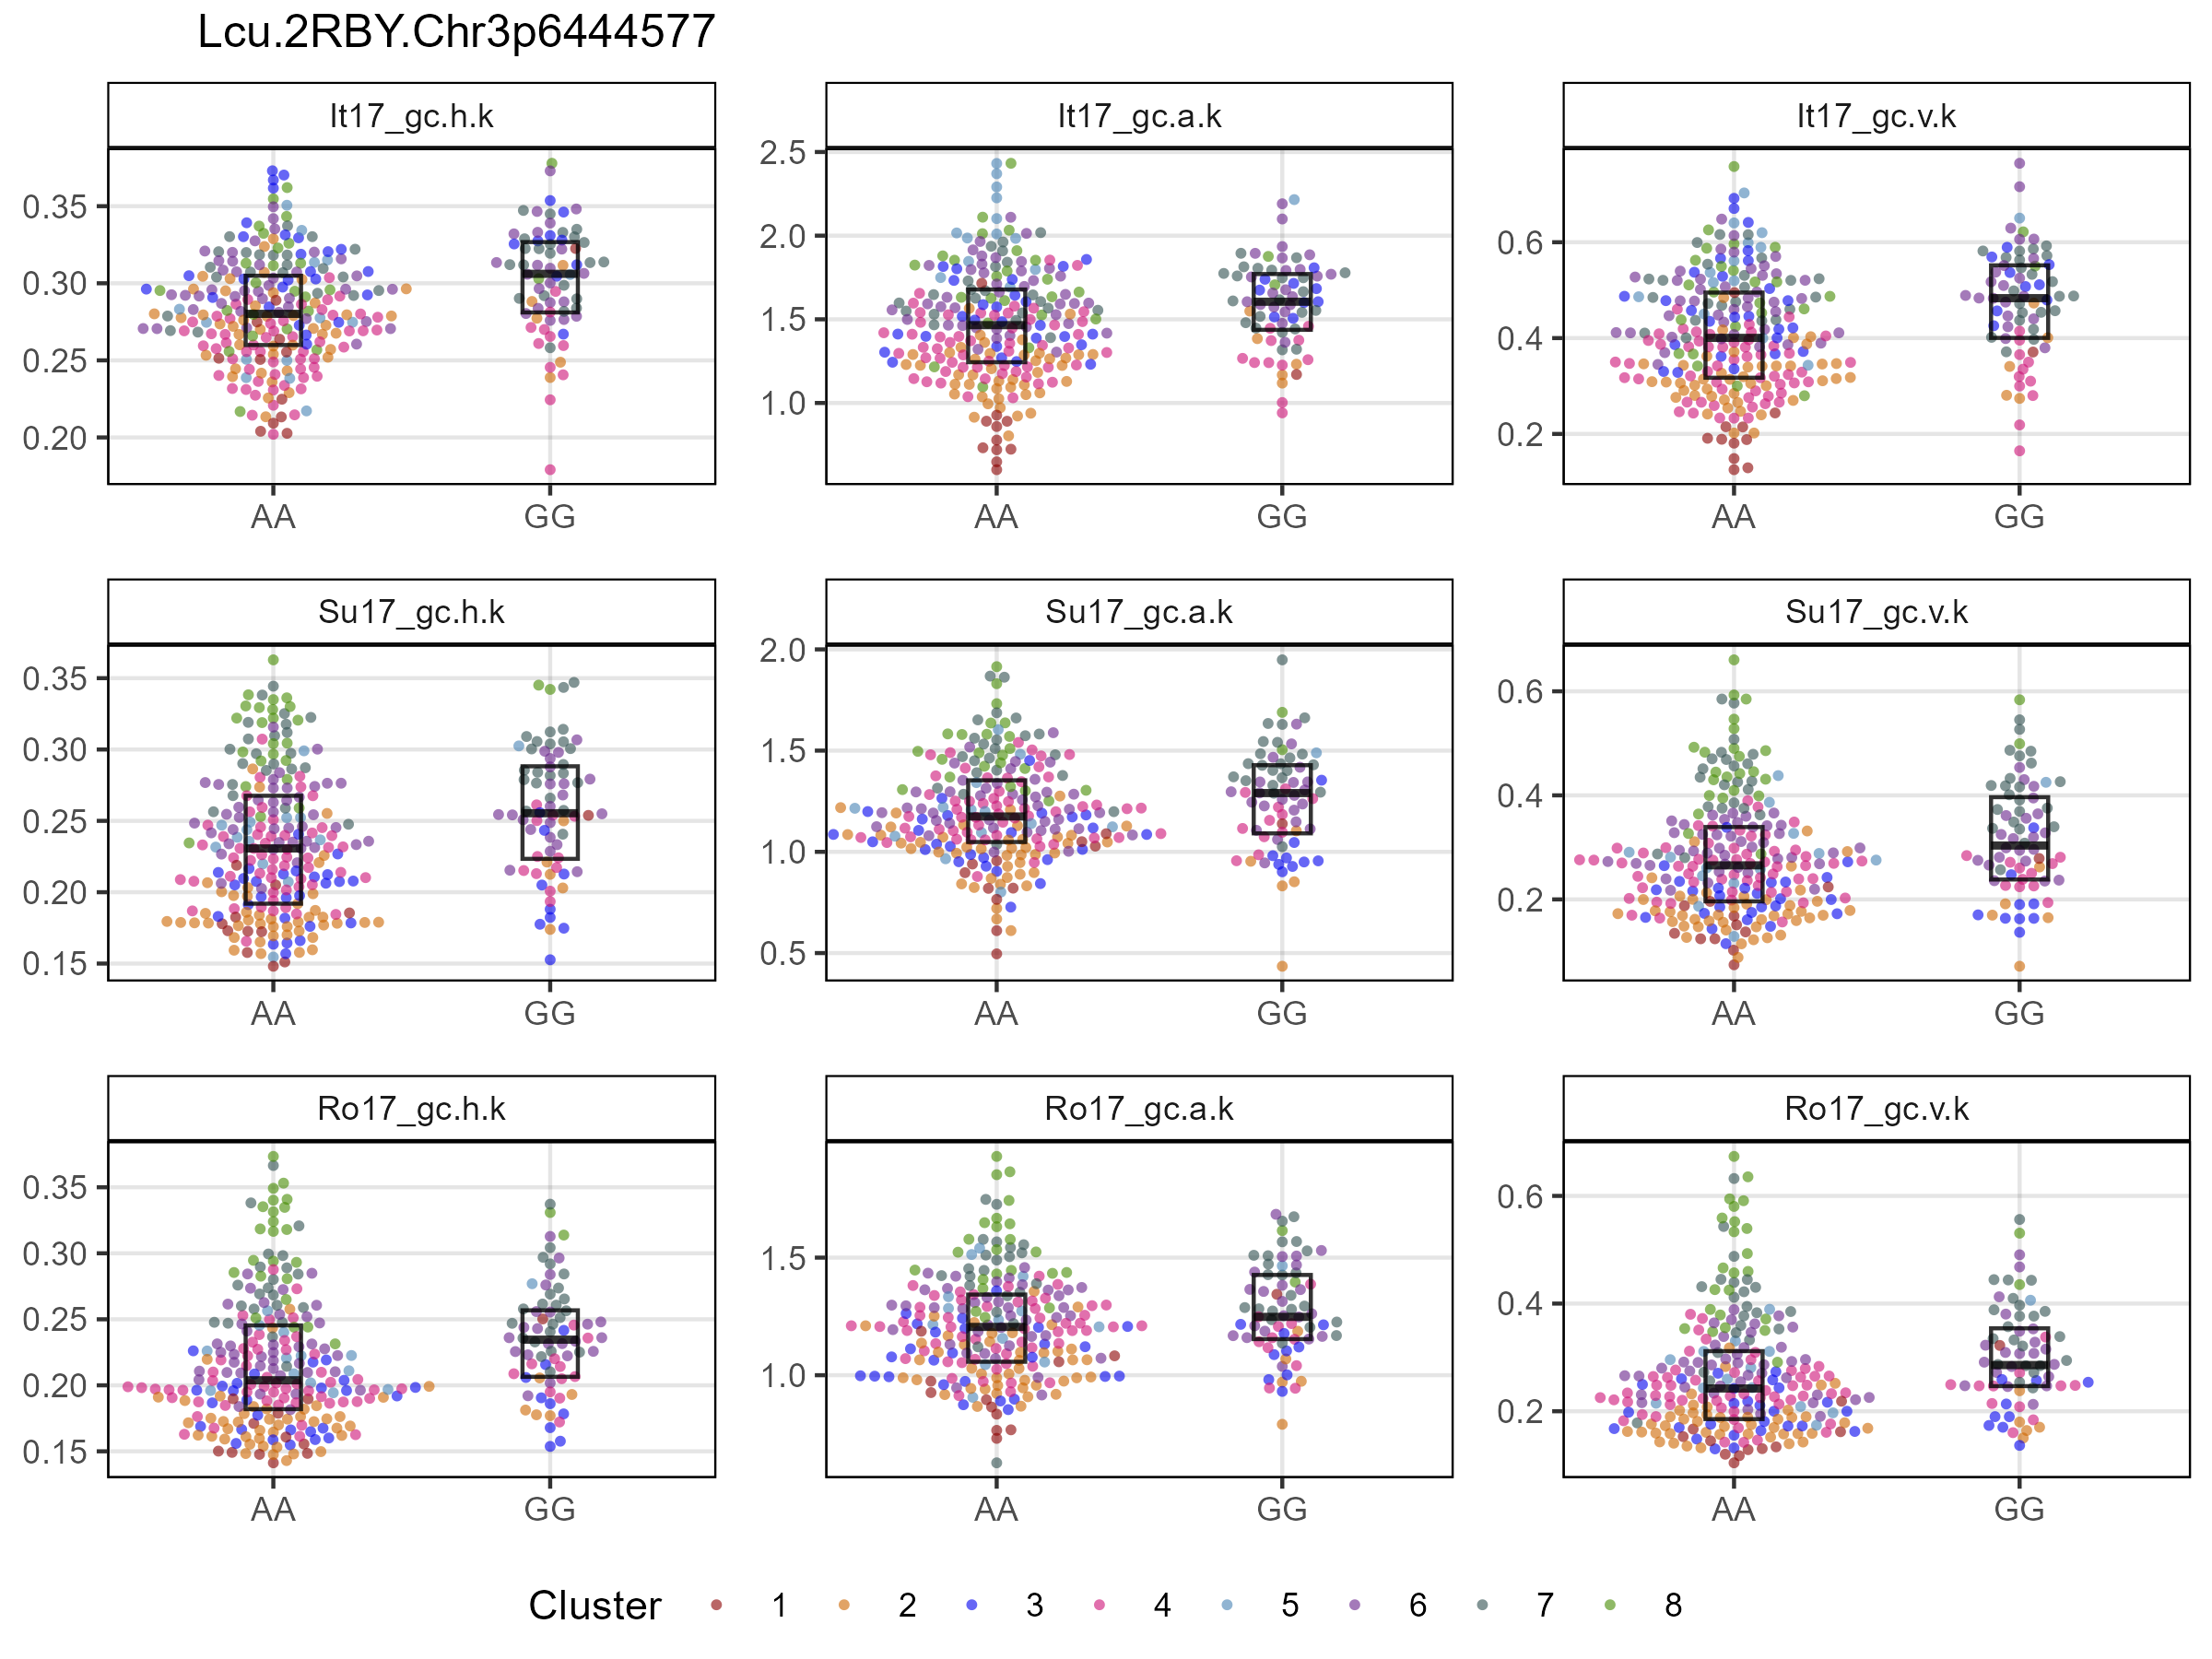 Lcu.2RBY.Chr3p6444577
It17_gc.h.k
It17_gc.a.k
It17_gc.v.k
0.35
0.30
0.25
0.20
2.5
2.0
1.5
1.0
0.6
0.4
0.2
AA GG
AA GG
AA GG
Su17_gc.h.k
Su17_gc.a.k
Su17_gc.v.k
0.35
0.30
0.25
0.20
0.15
2.0
1.5
1.0
0.5
0.6
0.4
0.2
AA GG
AA GG
AA GG
Ro17_gc.h.k
Ro17_gc.a.k
Ro17_gc.v.k
0.35
0.30
0.25
0.20
0.15
1.5
1.0
0.6
0.4
0.2
AA GG
AA GG
AA GG
Cluster 1 2 3 4 5 6 7 8